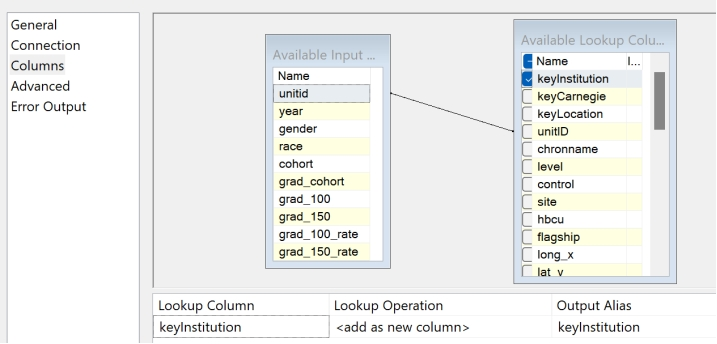 General
Connection
Columns
Advanced
Error Output
Available Input ...
Name
unitid
year
gender
race
cohort
grad_cohort
grad_100
grad_150
grad_100_rate
grad_150_rate
Available Lookup Colu...
Name I...
keyInstitution
keyCarnegie
keyLocation
unitID
chronname
level
control
site
hbcu
flagship
long_x
lat_y
Lookup Column Lookup Operation Output Alias
keyInstitution <add as new column> keyInstitution